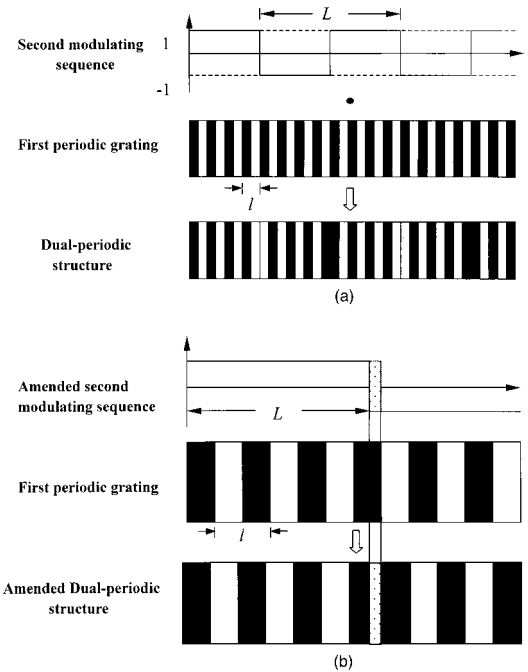 L
Second modulating
sequence
1
-1
First periodic grating
l
Dual-periodic
structure
(a)
Amended second
modulating sequence
L
First periodic grating
l
Amended Dual-periodic
structure
(b)